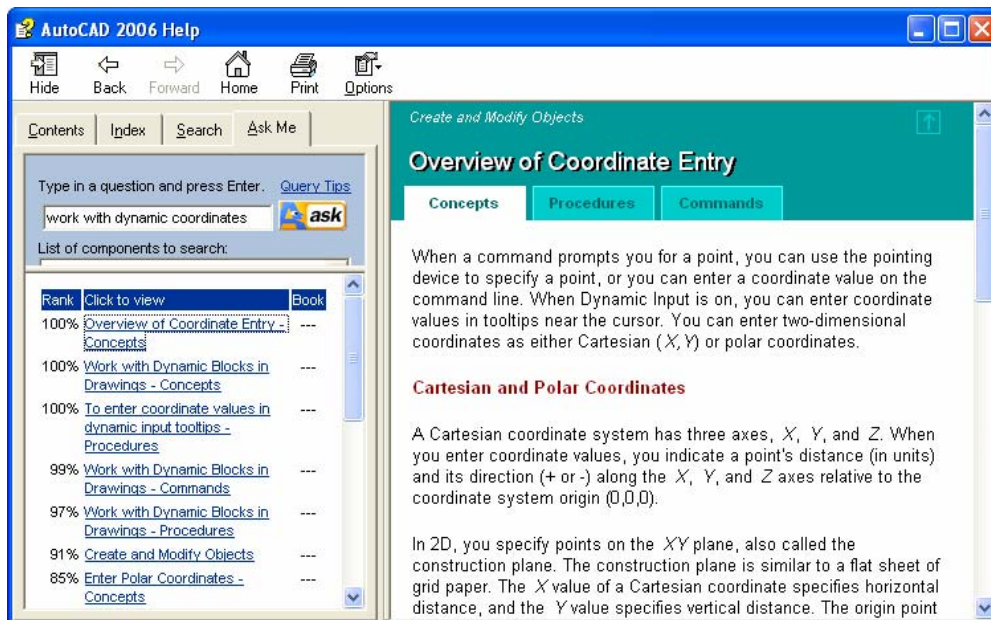 AutoCAD 2006 Help
Hide Back Forward Home Print Options
Contents Index Search Ask Me
Type in a question and press Enter. Query Tips
work with dynamic coordinates ask
List of components to search:
Rank Click to view Book
100% Overview of Coordinate Entry - ---
Concepts
100% Work with Dynamic Blocks in ---
Drawings - Concepts
100% To enter coordinate values in ---
dynamic input tooltips -
Procedures
99% Work with Dynamic Blocks in ---
Drawings - Commands
97% Work with Dynamic Blocks in ---
Drawings - Procedures
91% Create and Modify Objects ---
85% Enter Polar Coordinates - ---
Concepts
Create and Modify Objects
Overview of Coordinate Entry
Concepts Procedures Commands
When a command prompts you for a point, you can use the pointing
device to specify a point, or you can enter a coordinate value on the
command line. When Dynamic Input is on, you can enter coordinate
values in tooltips near the cursor. You can enter two-dimensional
coordinates as either Cartesian (X,Y) or polar coordinates.
Cartesian and Polar Coordinates
A Cartesian coordinate system has three axes, X, Y, and Z. When
you enter coordinate values, you indicate a point's distance (in units)
and its direction (+ or -) along the X, Y, and Z axes relative to the
coordinate system origin (0,0,0).
In 2D, you specify points on the XY plane, also called the
construction plane. The construction plane is similar to a flat sheet of
grid paper. The X value of a Cartesian coordinate specifies horizontal
distance, and the Y value specifies vertical distance. The origin point